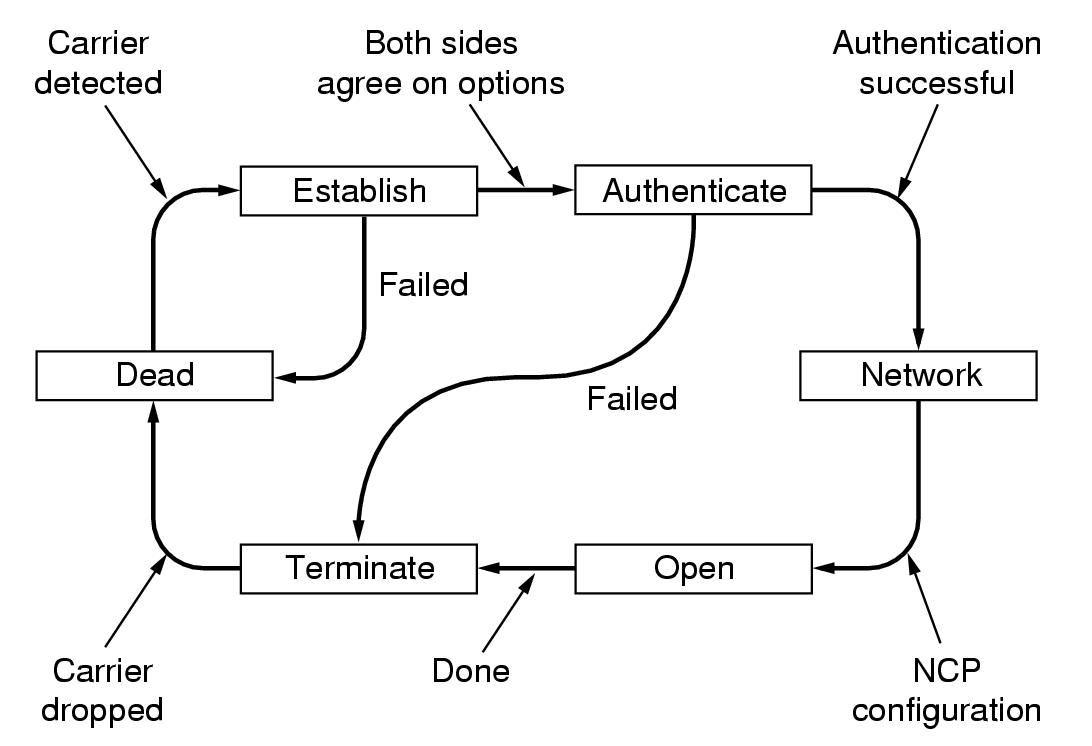 Carrier
detected
Both sides
agree on options
Authentication
successful
Establish
Authenticate
Failed
Dead
Network
Failed
Terminate
Open
Carrier
dropped
Done
NCP
configuration